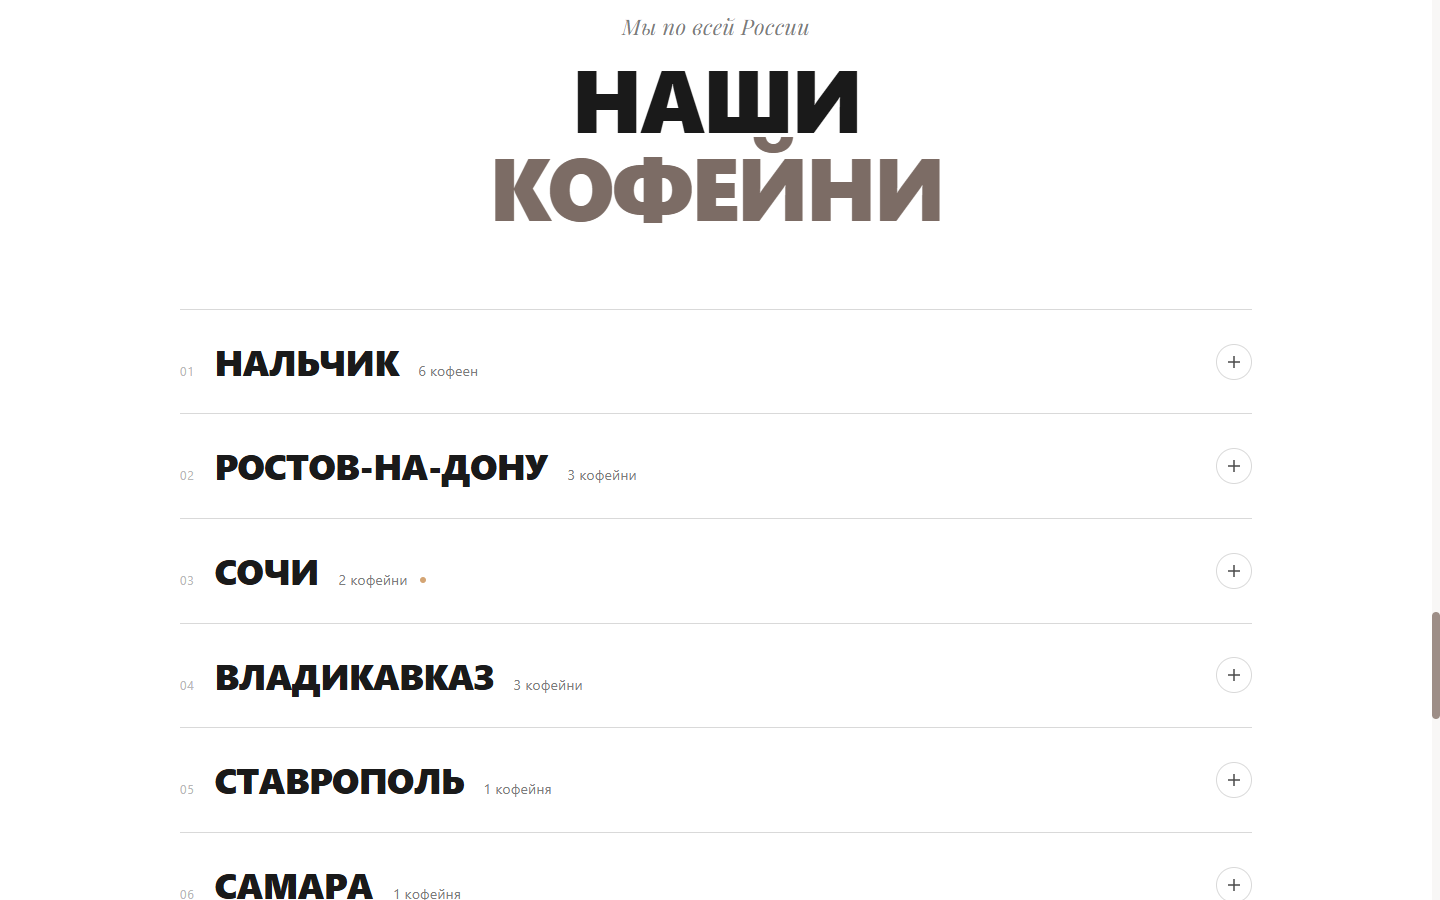 Мы по всей России
НАШИ
КОФЕЙНИ
01 НАЛЬЧИК 6 кофеен
02 РОСТОВ-НА-ДОНУ 3 кофейни
03 СОЧИ 2 кофейни
04 ВЛАДИКАВКАЗ 3 кофейни
05 СТАВРОПОЛЬ 1 кофейня
06 САМАРА 1 кофейня